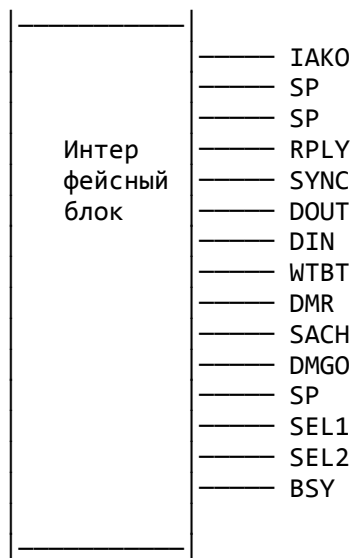 IAKO
SP
SP
Интер RPLY
фейсный SYNC
блок DOUT
DIN
WTBT
DMR
SACH
DMGO
SP
SEL1
SEL2
BSY